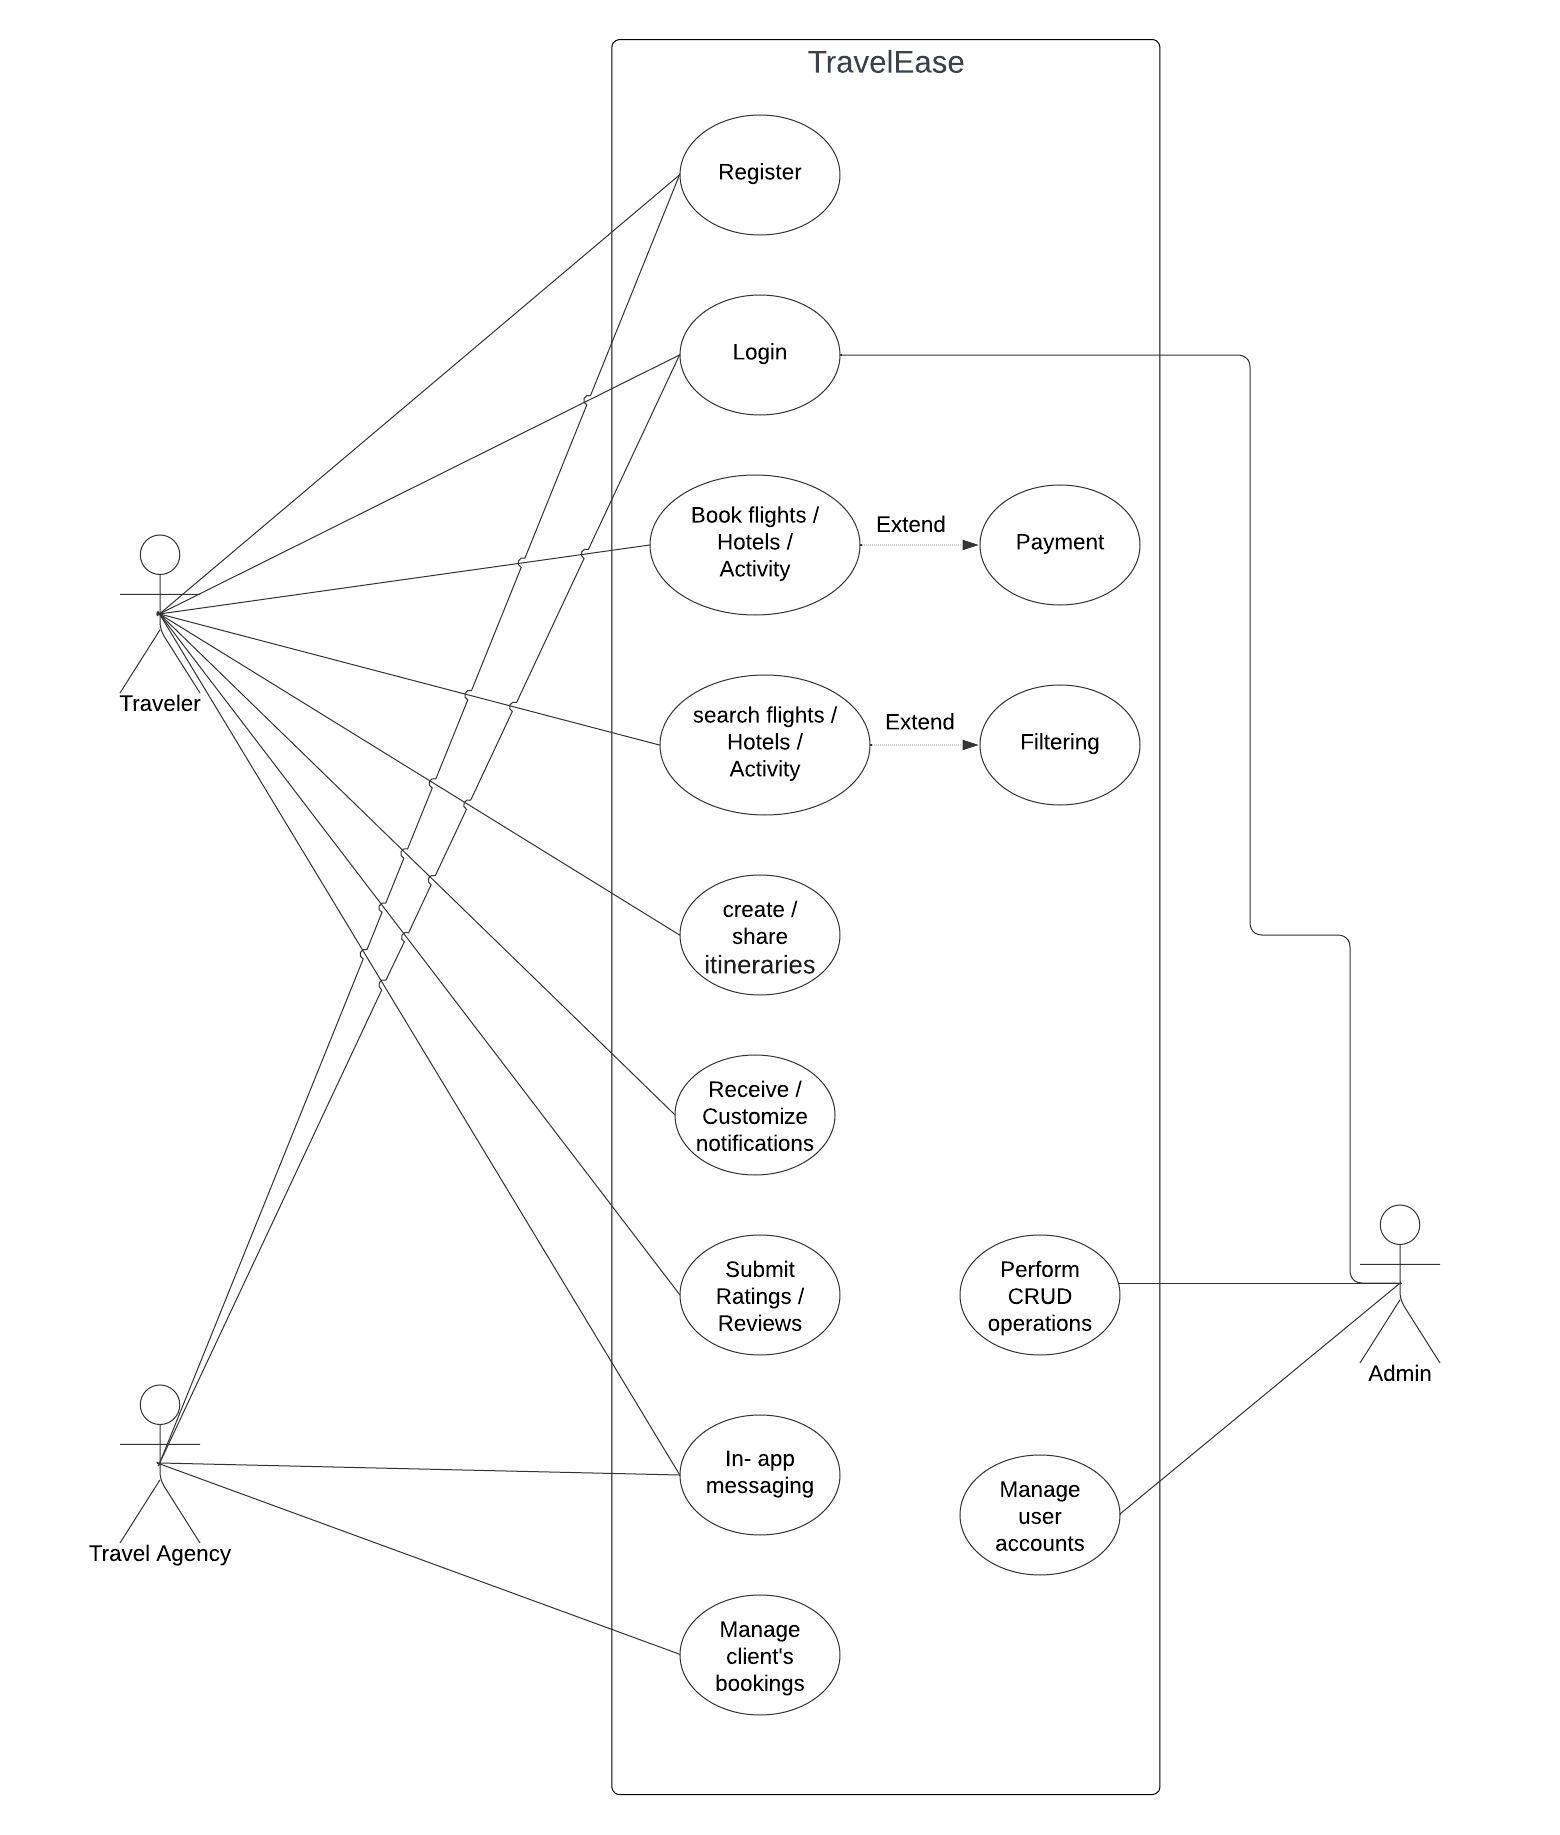 TravelEase
Register
Login
Book flights /
Hotels /
Activity
Extend
Payment
Traveler
search flights /
Hotels /
Activity
Extend
Filtering
create /
share
itineraries
Receive /
Customize
notifications
Submit
Ratings /
Reviews
Perform
CRUD
operations
Admin
In- app
messaging
Manage
user
accounts
Travel Agency
Manage
client's
bookings